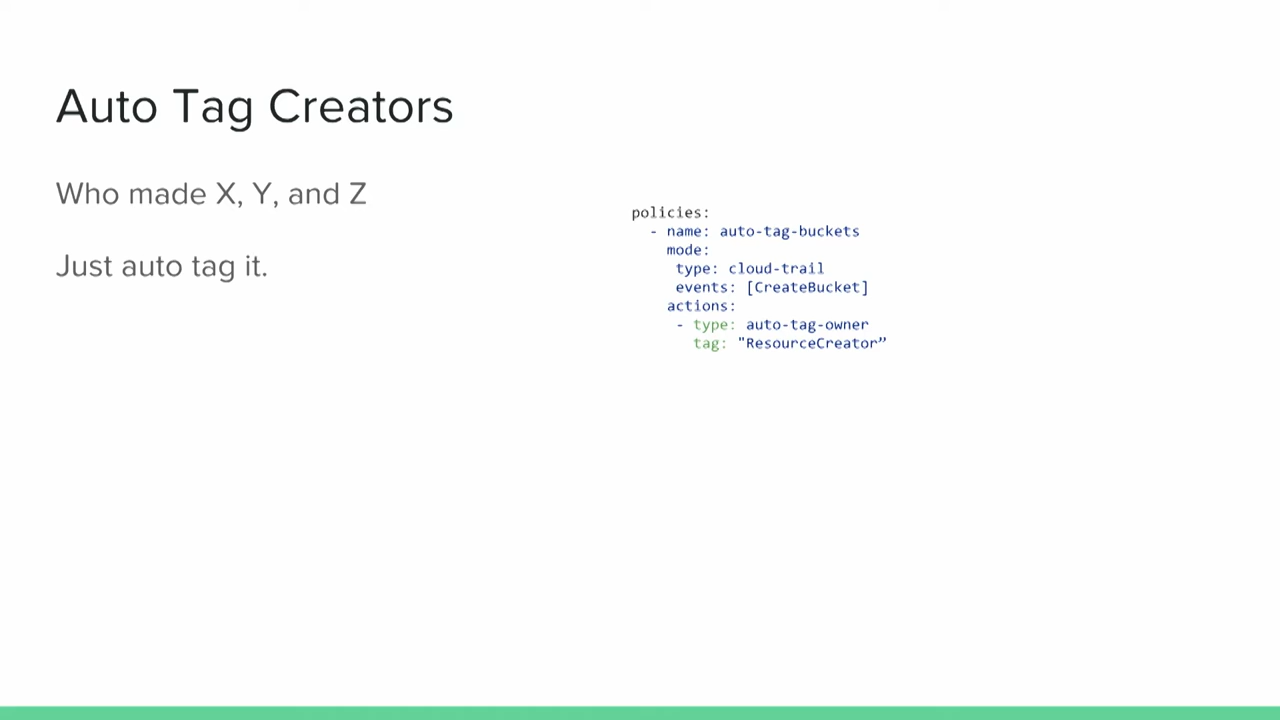 Auto Tag Creators
Who made X, Y, and Z
Just auto tag it.
policies:
  - name: auto-tag-buckets
    mode:
     type: cloud-trail
     events: [CreateBucket]
    actions:
     - type: auto-tag-owner
       tag: "ResourceCreator”